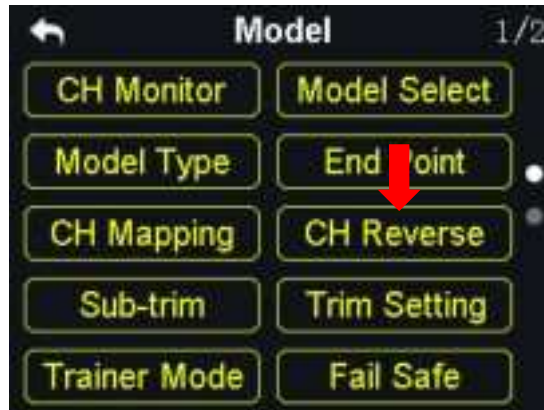 Model 1/2
CH Monitor Model Select
Model Type End Point
CH Mapping CH Reverse
Sub-trim Trim Setting
Trainer Mode Fail Safe